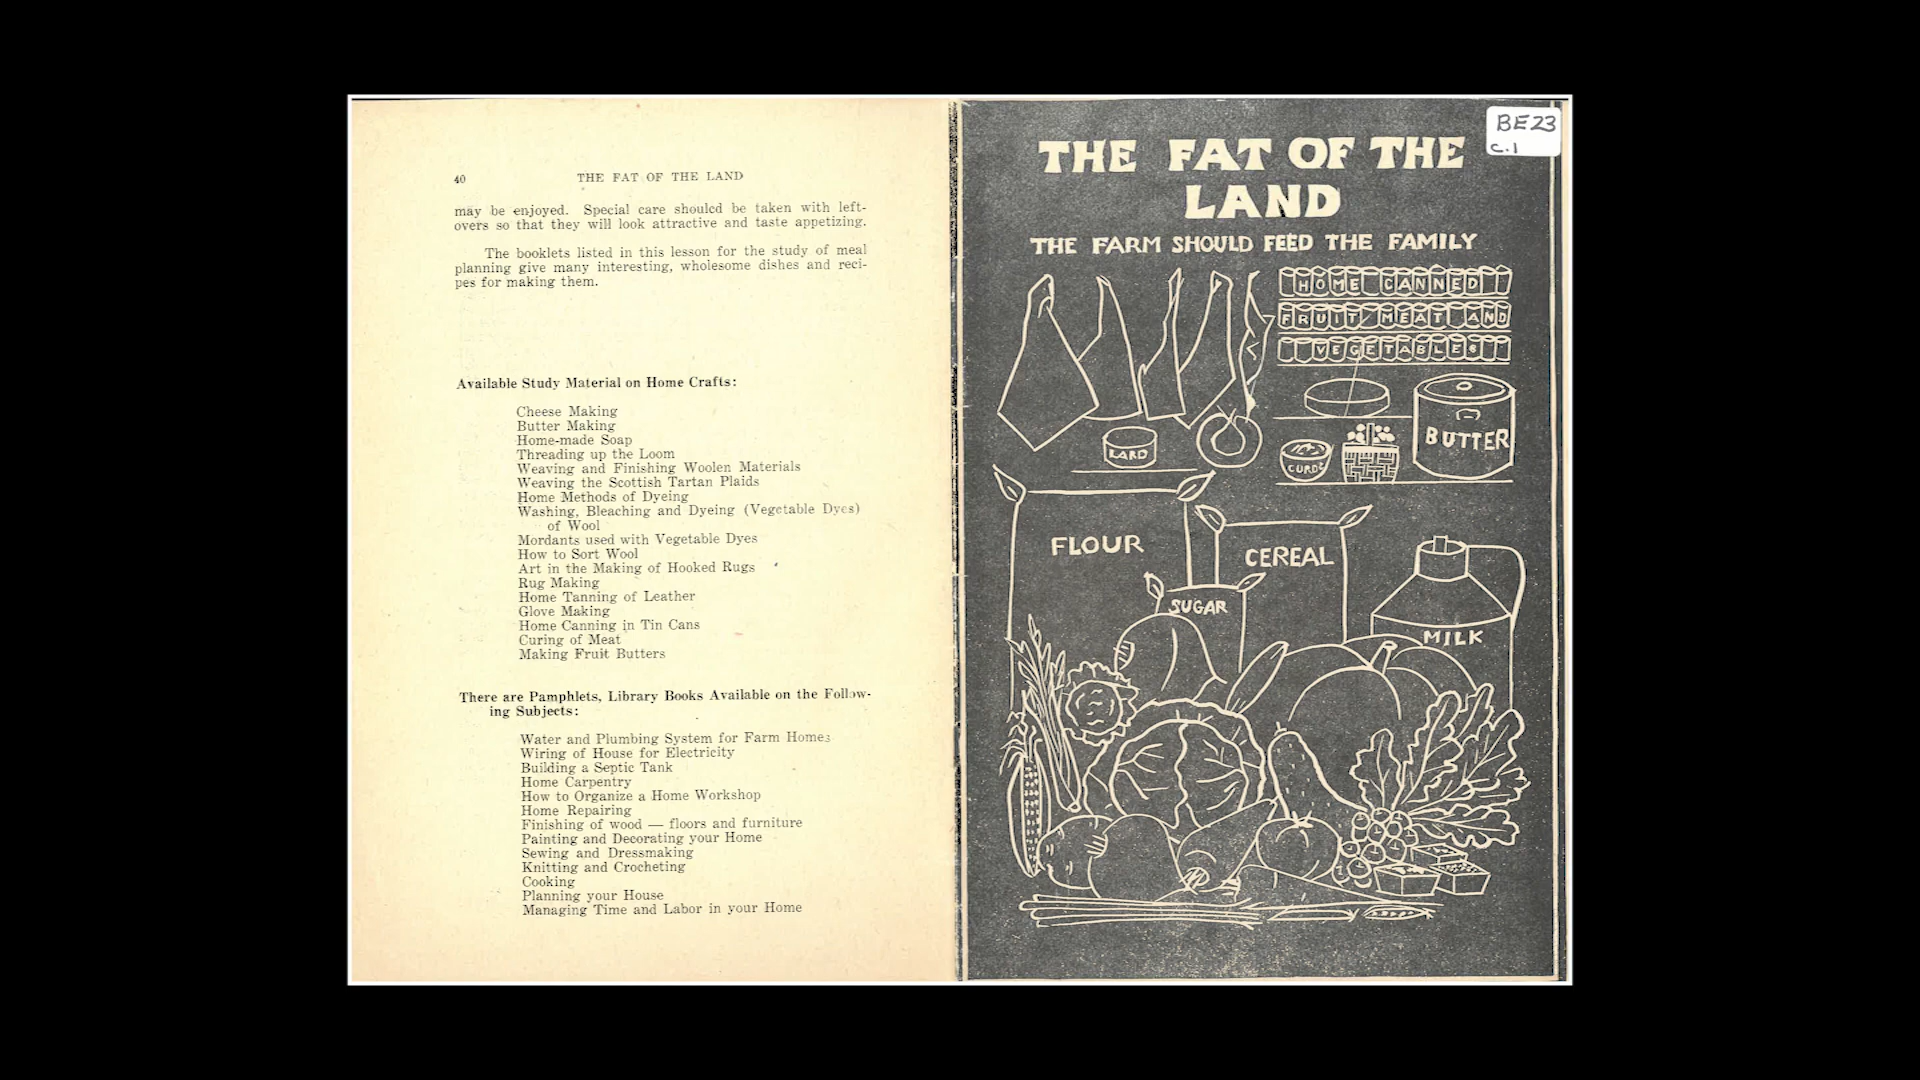 40
THE FAT OF THE LAND
may be enjoyed. Special care shoulcd be taken with left-
overs so that they will look attractive and taste appetizing.
The booklets listed in this lesson for the study of meal
planning give many interesting, wholesome dishes and reci-
pes for making them.
Available Study Material on Home Crafts:
Cheese Making
Butter Making
Home-made Soap
Threading up the Loom
Weaving and Finishing Woolen Materials
Weaving the Scottish Tartan Plaids
Home Methods of Dyeing
Washing, Bleaching and Dyeing (Vegetable Dyes)
of Wool
Mordants used with Vegetable Dyes
How to Sort Wool
Art in the Making of Hooked Rugs
Rug Making
Home Tanning of Leather
Glove Making
Home Canning in Tin Cans
Curing of Meat
Making Fruit Butters
There are Pamphlets, Library Books Available on the Follow-
ing Subjects:
Water and Plumbing System for Farm Homes
Wiring of House for Electricity
Building a Septic Tank
Home Carpentry
How to Organize a Home Workshop
Home Repairing
Finishing of wood — floors and furniture
Painting and Decorating your Home
Sewing and Dressmaking
Knitting and Crocheting
Cooking
Planning your House
Managing Time and Labor in your Home
BE23
c.1
THE FAT OF THE
LAND
THE FARM SHOULD FEED THE FAMILY
HOME CANNED
FRUIT MEAT AND
VEGETABLES
LARD
CURDS
BUTTER
FLOUR
CEREAL
SUGAR
MILK